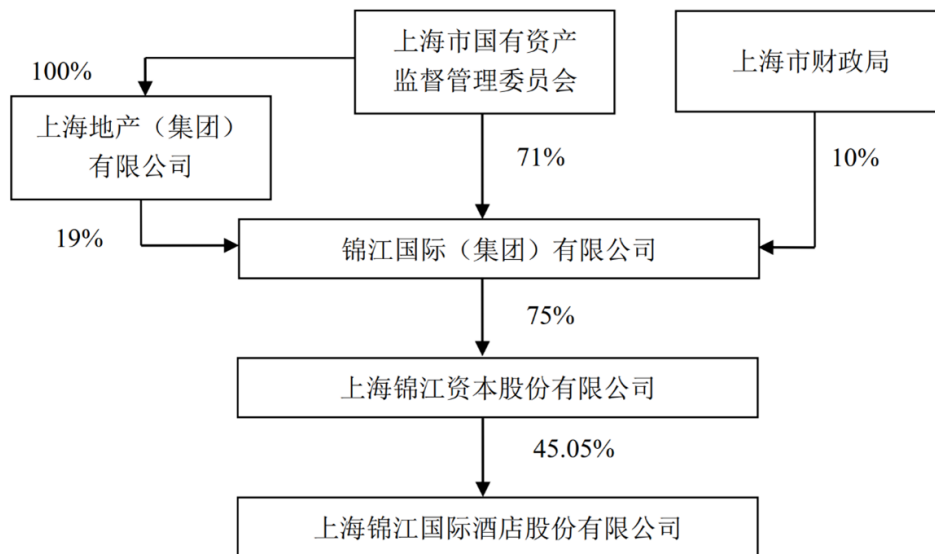 上海市国有资产
监督管理委员会
上海市财政局
100%
上海地产（集团）
有限公司
71%
10%
19%
锦江国际（集团）有限公司
75%
上海锦江资本股份有限公司
45.05%
上海锦江国际酒店股份有限公司